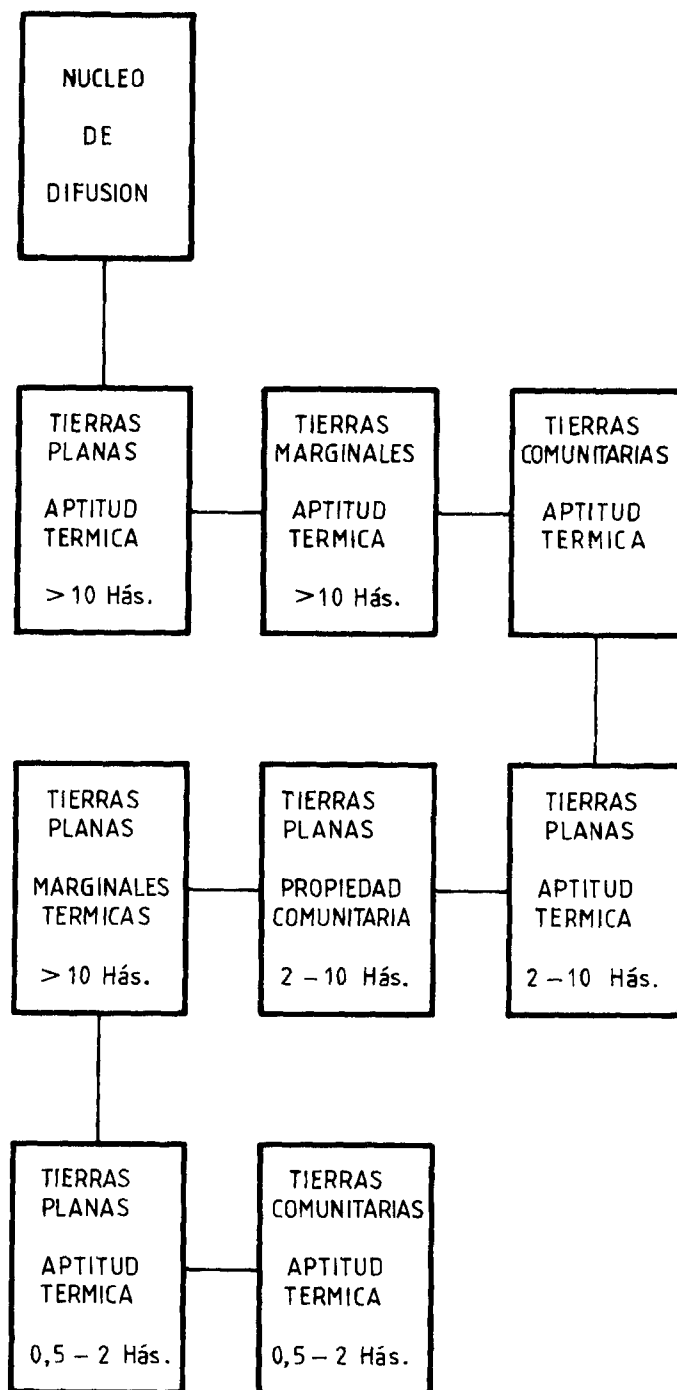 NUCLEO
DE
DIFUSION
TIERRAS
PLANAS
APTITUD
TERMICA
>10 Hás.
TIERRAS
MARGINALES
APTITUD
TERMICA
>10 Hás.
TIERRAS
COMUNITARIAS
APTITUD
TERMICA
TIERRAS
PLANAS
MARGINALES
TERMICAS
>10 Hás.
TIERRAS
PLANAS
PROPIEDAD
COMUNITARIA
2-10 Hás.
TIERRAS
PLANAS
APTITUD
TERMICA
2-10 Hás.
TIERRAS
PLANAS
APTITUD
TERMICA
0,5-2 Hás.
TIERRAS
COMUNITARIAS
APTITUD
TERMICA
0,5-2 Hás.